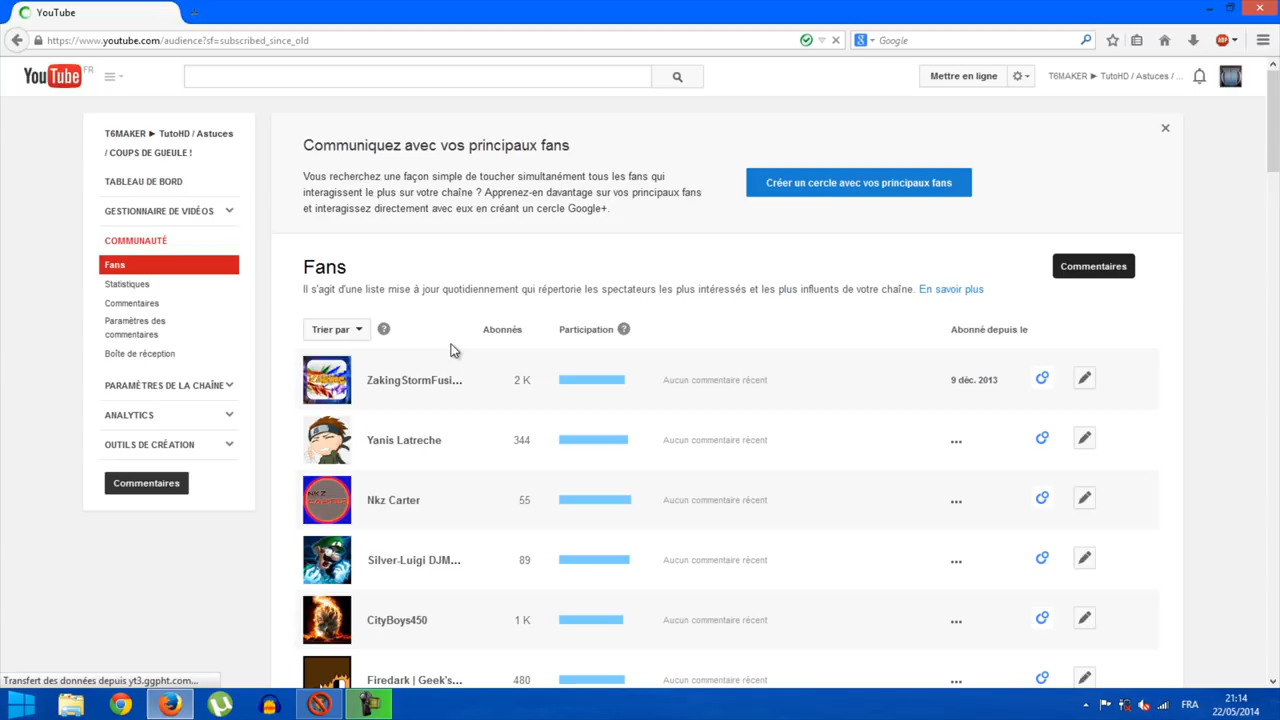 YouTube
https://www.youtube.com/audience?sf=subscribed_since_old
Google
YouTube FR
Mettre en ligne
T6MAKER ► TutoHD / Astuces / ...
T6MAKER ► TutoHD / Astuces
/ COUPS DE GUEULE !
TABLEAU DE BORD
GESTIONNAIRE DE VIDÉOS
COMMUNAUTÉ
Fans
Statistiques
Commentaires
Paramètres des
commentaires
Boîte de réception
PARAMÈTRES DE LA CHAÎNE
ANALYTICS
OUTILS DE CRÉATION
Commentaires
Communiquez avec vos principaux fans
Vous recherchez une façon simple de toucher simultanément tous les fans qui
interagissent le plus sur votre chaîne ? Apprenez-en davantage sur vos principaux fans
et interagissez directement avec eux en créant un cercle Google+.
Créer un cercle avec vos principaux fans
Fans
Commentaires
Il s'agit d'une liste mise à jour quotidiennement qui répertorie les spectateurs les plus intéressés et les plus influents de votre chaîne. En savoir plus
Trier par ? Abonnés Participation ? Abonné depuis le
ZakingStormFusi... 2 K Aucun commentaire récent 9 déc. 2013
Yanis Latreche 344 Aucun commentaire récent ...
Nkz Carter 55 Aucun commentaire récent ...
Silver-Luigi DJM... 89 Aucun commentaire récent ...
CityBoys450 1 K Aucun commentaire récent ...
Firedark | Geek's... 480 Aucun commentaire récent ...
Transfert des données depuis yt3.ggpht.com...
FRA
21:14
22/05/2014